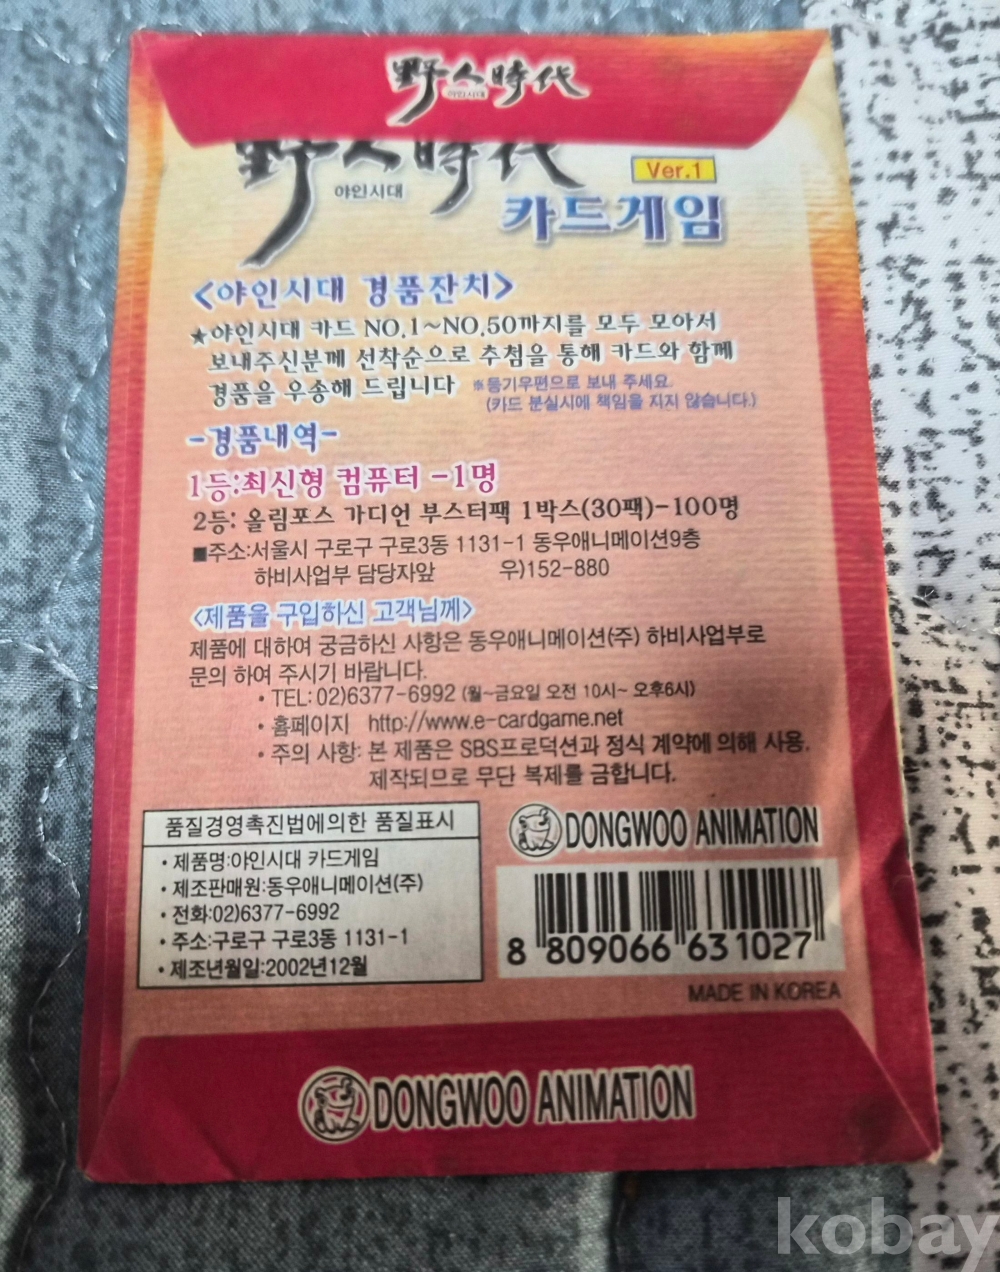 野人時代
야인시대
野人時代
야인시대
Ver.1
카드게임
<야인시대 경품잔치>
★야인시대 카드 NO.1~NO.50까지를 모두 모아서
보내주신분께 선착순으로 추첨을 통해 카드와 함께
경품을 우송해 드립니다 ※등기우편으로 보내 주세요.
(카드 분실시에 책임을 지지 않습니다.)
-경품내역-
1등:최신형 컴퓨터 -1명
2등: 올림포스 가디언 부스터팩 1박스(30팩)-100명
■주소:서울시 구로구 구로3동 1131-1 동우애니메이션9층
하비사업부 담당자앞 우)152-880
<제품을 구입하신 고객님께>
제품에 대하여 궁금하신 사항은 동우애니메이션(주) 하비사업부로
문의 하여 주시기 바랍니다.
• TEL: 02)6377-6992 (월~금요일 오전 10시~ 오후6시)
• 홈페이지 http://www.e-cardgame.net
• 주의 사항: 본 제품은 SBS프로덕션과 정식 계약에 의해 사용.
제작되므로 무단 복제를 금합니다.
품질경영촉진법에의한 품질표시
• 제품명:야인시대 카드게임
• 제조판매원:동우애니메이션(주)
• 전화:02)6377-6992
• 주소:구로구 구로3동 1131-1
• 제조년월일:2002년12월
DONGWOO ANIMATION
8 809066 631027
MADE IN KOREA
DONGWOO ANIMATION
kobay